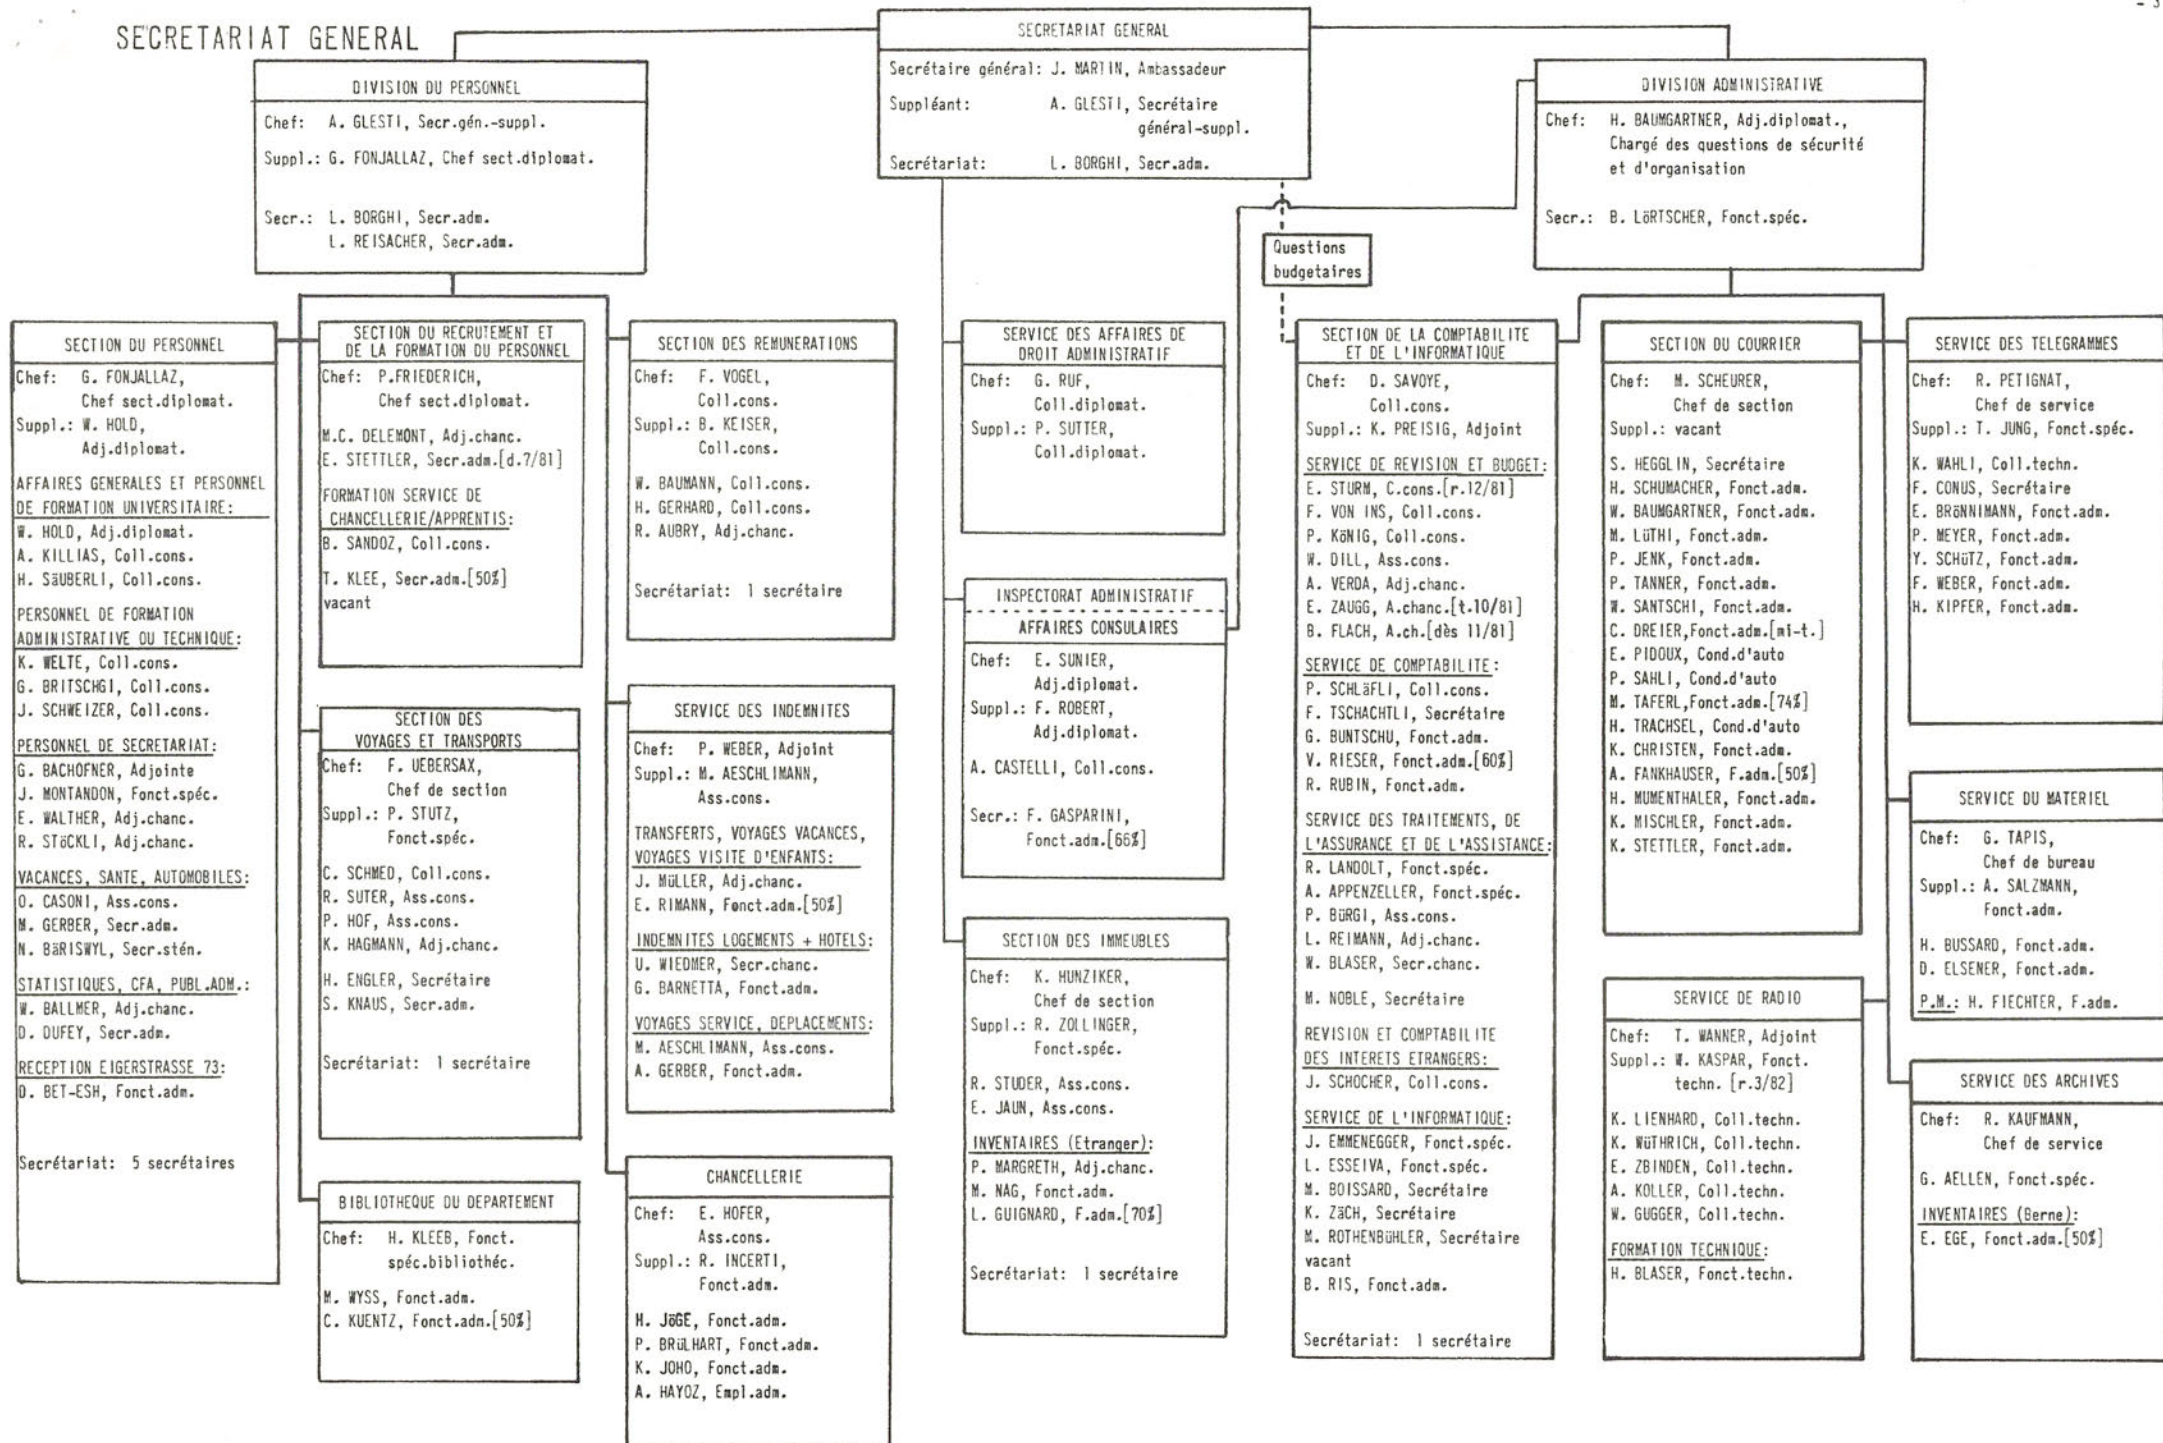 - 3
SECRETARIAT GENERAL
SECRETARIAT GENERAL
Secrétaire général: J. MARTIN, Ambassadeur
Suppléant: A. GLESTI, Secrétaire
général-suppl.
Secrétariat: L. BORGHI, Secr.adm.
DIVISION DU PERSONNEL
Chef: A. GLESTI, Secr.gén.-suppl.
Suppl.: G. FONJALLAZ, Chef sect.diplomat.
Secr.: L. BORGHI, Secr.adm.
L. REISACHER, Secr.adm.
DIVISION ADMINISTRATIVE
Chef: H. BAUMGARTNER, Adj.diplomat.,
Chargé des questions de sécurité
et d'organisation
Secr.: B. LöRTSCHER, Fonct.spéc.
Questions
budgetaires
SECTION DU PERSONNEL
Chef: G. FONJALLAZ,
Chef sect.diplomat.
Suppl.: W. HOLD,
Adj.diplomat.
AFFAIRES GENERALES ET PERSONNEL
DE FORMATION UNIVERSITAIRE:
W. HOLD, Adj.diplomat.
A. KILLIAS, Coll.cons.
H. SäUBERLI, Coll.cons.
PERSONNEL DE FORMATION
ADMINISTRATIVE OU TECHNIQUE:
K. WELTE, Coll.cons.
G. BRITSCHGI, Coll.cons.
J. SCHWEIZER, Coll.cons.
PERSONNEL DE SECRETARIAT:
G. BACHOFNER, Adjointe
J. MONTANDON, Fonct.spéc.
E. WALTHER, Adj.chanc.
R. STöCKLI, Adj.chanc.
VACANCES, SANTE, AUTOMOBILES:
O. CASONI, Ass.cons.
M. GERBER, Secr.adm.
N. BäRISWYL, Secr.stén.
STATISTIQUES, CFA, PUBL.ADM.:
W. BALLMER, Adj.chanc.
D. DUFEY, Secr.adm.
RECEPTION EIGERSTRASSE 73:
D. BET-ESH, Fonct.adm.
Secrétariat: 5 secrétaires
SECTION DU RECRUTEMENT ET
DE LA FORMATION DU PERSONNEL
Chef: P.FRIEDERICH,
Chef sect.diplomat.
M.C. DELEMONT, Adj.chanc.
E. STETTLER, Secr.adm.[d.7/81]
FORMATION SERVICE DE
CHANCELLERIE/APPRENTIS:
B. SANDOZ, Coll.cons.
T. KLEE, Secr.adm.[50%]
vacant
SECTION DES
VOYAGES ET TRANSPORTS
Chef: F. UEBERSAX,
Chef de section
Suppl.: P. STUTZ,
Fonct.spéc.
C. SCHMED, Coll.cons.
R. SUTER, Ass.cons.
P. HOF, Ass.cons.
K. HAGMANN, Adj.chanc.
H. ENGLER, Secrétaire
S. KNAUS, Secr.adm.
Secrétariat: 1 secrétaire
BIBLIOTHEQUE DU DEPARTEMENT
Chef: H. KLEEB, Fonct.
spéc.bibliothéc.
M. WYSS, Fonct.adm.
C. KUENTZ, Fonct.adm.[50%]
SECTION DES REMUNERATIONS
Chef: F. VOGEL,
Coll.cons.
Suppl.: B. KEISER,
Coll.cons.
W. BAUMANN, Coll.cons.
H. GERHARD, Coll.cons.
R. AUBRY, Adj.chanc.
Secrétariat: 1 secrétaire
SERVICE DES INDEMNITES
Chef: P. WEBER, Adjoint
Suppl.: M. AESCHLIMANN,
Ass.cons.
TRANSFERTS, VOYAGES VACANCES,
VOYAGES VISITE D'ENFANTS:
J. MüLLER, Adj.chanc.
E. RIMANN, Fonct.adm.[50%]
INDEMNITES LOGEMENTS + HOTELS:
U. WIEDMER, Secr.chanc.
G. BARNETTA, Fonct.adm.
VOYAGES SERVICE, DEPLACEMENTS:
M. AESCHLIMANN, Ass.cons.
A. GERBER, Fonct.adm.
CHANCELLERIE
Chef: E. HOFER,
Ass.cons.
Suppl.: R. INCERTI,
Fonct.adm.
H. JöGE, Fonct.adm.
P. BRüLHART, Fonct.adm.
K. JOHO, Fonct.adm.
A. HAYOZ, Empl.adm.
SERVICE DES AFFAIRES DE
DROIT ADMINISTRATIF
Chef: G. RUF,
Coll.diplomat.
Suppl.: P. SUTTER,
Coll.diplomat.
INSPECTORAT ADMINISTRATIF
AFFAIRES CONSULAIRES
Chef: E. SUNIER,
Adj.diplomat.
Suppl.: F. ROBERT,
Adj.diplomat.
A. CASTELLI, Coll.cons.
Secr.: F. GASPARINI,
Fonct.adm.[66%]
SECTION DES IMMEUBLES
Chef: K. HUNZIKER,
Chef de section
Suppl.: R. ZOLLINGER,
Fonct.spéc.
R. STUDER, Ass.cons.
E. JAUN, Ass.cons.
INVENTAIRES (Etranger):
P. MARGRETH, Adj.chanc.
M. NAG, Fonct.adm.
L. GUIGNARD, F.adm.[70%]
Secrétariat: 1 secrétaire
SECTION DE LA COMPTABILITE
ET DE L'INFORMATIQUE
Chef: D. SAVOYE,
Coll.cons.
Suppl.: K. PREISIG, Adjoint
SERVICE DE REVISION ET BUDGET:
E. STURM, C.cons.[r.12/81]
F. VON INS, Coll.cons.
P. KöNIG, Coll.cons.
W. DILL, Ass.cons.
A. VERDA, Adj.chanc.
E. ZAUGG, A.chanc.[t.10/81]
B. FLACH, A.ch.[dès 11/81]
SERVICE DE COMPTABILITE:
P. SCHLäFLI, Coll.cons.
F. TSCHACHTLI, Secrétaire
G. BUNTSCHU, Fonct.adm.
V. RIESER, Fonct.adm.[60%]
R. RUBIN, Fonct.adm.
SERVICE DES TRAITEMENTS, DE
L'ASSURANCE ET DE L'ASSISTANCE:
R. LANDOLT, Fonct.spéc.
A. APPENZELLER, Fonct.spéc.
P. BüRGI, Ass.cons.
L. REIMANN, Adj.chanc.
W. BLASER, Secr.chanc.
M. NOBLE, Secrétaire
REVISION ET COMPTABILITE
DES INTERETS ETRANGERS:
J. SCHOCHER, Coll.cons.
SERVICE DE L'INFORMATIQUE:
J. EMMENEGGER, Fonct.spéc.
L. ESSEIVA, Fonct.spéc.
M. BOISSARD, Secrétaire
K. ZäCH, Secrétaire
M. ROTHENBüHLER, Secrétaire
vacant
B. RIS, Fonct.adm.
Secrétariat: 1 secrétaire
SECTION DU COURRIER
Chef: M. SCHEURER,
Chef de section
Suppl.: vacant
S. HEGGLIN, Secrétaire
H. SCHUMACHER, Fonct.adm.
W. BAUMGARTNER, Fonct.adm.
M. LüTHI, Fonct.adm.
P. JENK, Fonct.adm.
P. TANNER, Fonct.adm.
W. SANTSCHI, Fonct.adm.
C. DREIER,Fonct.adm.[mi-t.]
E. PIDOUX, Cond.d'auto
P. SAHLI, Cond.d'auto
M. TAFERL,Fonct.adm.[74%]
H. TRACHSEL, Cond.d'auto
K. CHRISTEN, Fonct.adm.
A. FANKHAUSER, F.adm.[50%]
H. MUMENTHALER, Fonct.adm.
K. MISCHLER, Fonct.adm.
K. STETTLER, Fonct.adm.
SERVICE DE RADIO
Chef: T. WANNER, Adjoint
Suppl.: W. KASPAR, Fonct.
techn. [r.3/82]
K. LIENHARD, Coll.techn.
K. WüTHRICH, Coll.techn.
E. ZBINDEN, Coll.techn.
A. KOLLER, Coll.techn.
W. GUGGER, Coll.techn.
FORMATION TECHNIQUE:
H. BLASER, Fonct.techn.
SERVICE DES TELEGRAMMES
Chef: R. PETIGNAT,
Chef de service
Suppl.: T. JUNG, Fonct.spéc.
K. WAHLI, Coll.techn.
F. CONUS, Secrétaire
E. BRöNNIMANN, Fonct.adm.
P. MEYER, Fonct.adm.
Y. SCHüTZ, Fonct.adm.
F. WEBER, Fonct.adm.
H. KIPFER, Fonct.adm.
SERVICE DU MATERIEL
Chef: G. TAPIS,
Chef de bureau
Suppl.: A. SALZMANN,
Fonct.adm.
H. BUSSARD, Fonct.adm.
D. ELSENER, Fonct.adm.
P.M.: H. FIECHTER, F.adm.
SERVICE DES ARCHIVES
Chef: R. KAUFMANN,
Chef de service
G. AELLEN, Fonct.spéc.
INVENTAIRES (Berne):
E. EGE, Fonct.adm.[50%]